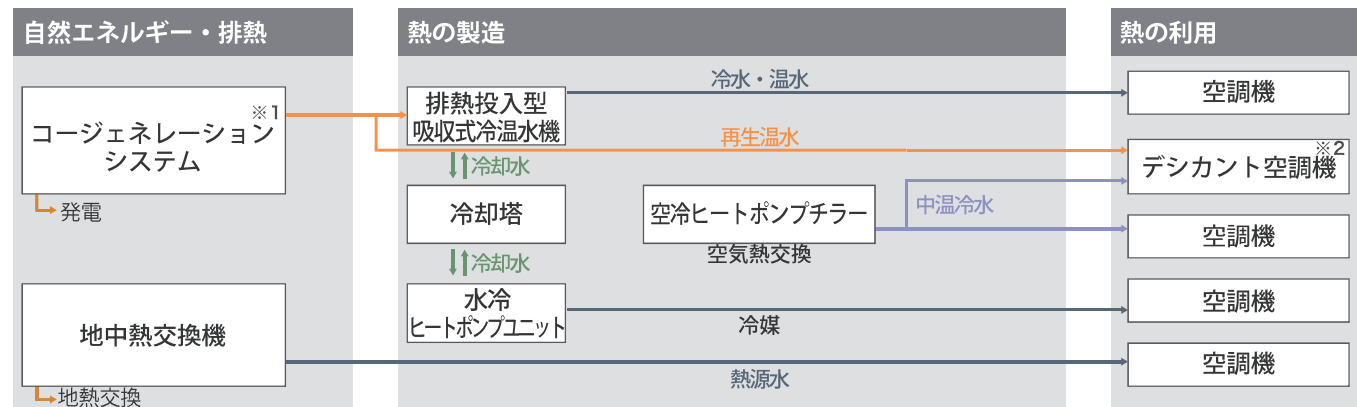 自然エネルギー・排熱
熱の製造
熱の利用
※1
コージェネレーション
システム
発電
地中熱交換機
地熱交換
排熱投入型
吸収式冷温水機
冷却水
冷却塔
冷却水
水冷
ヒートポンプユニット
空冷ヒートポンプチラー
空気熱交換
冷水・温水
再生温水
中温冷水
冷媒
熱源水
空調機
※2
デシカント空調機
空調機
空調機
空調機